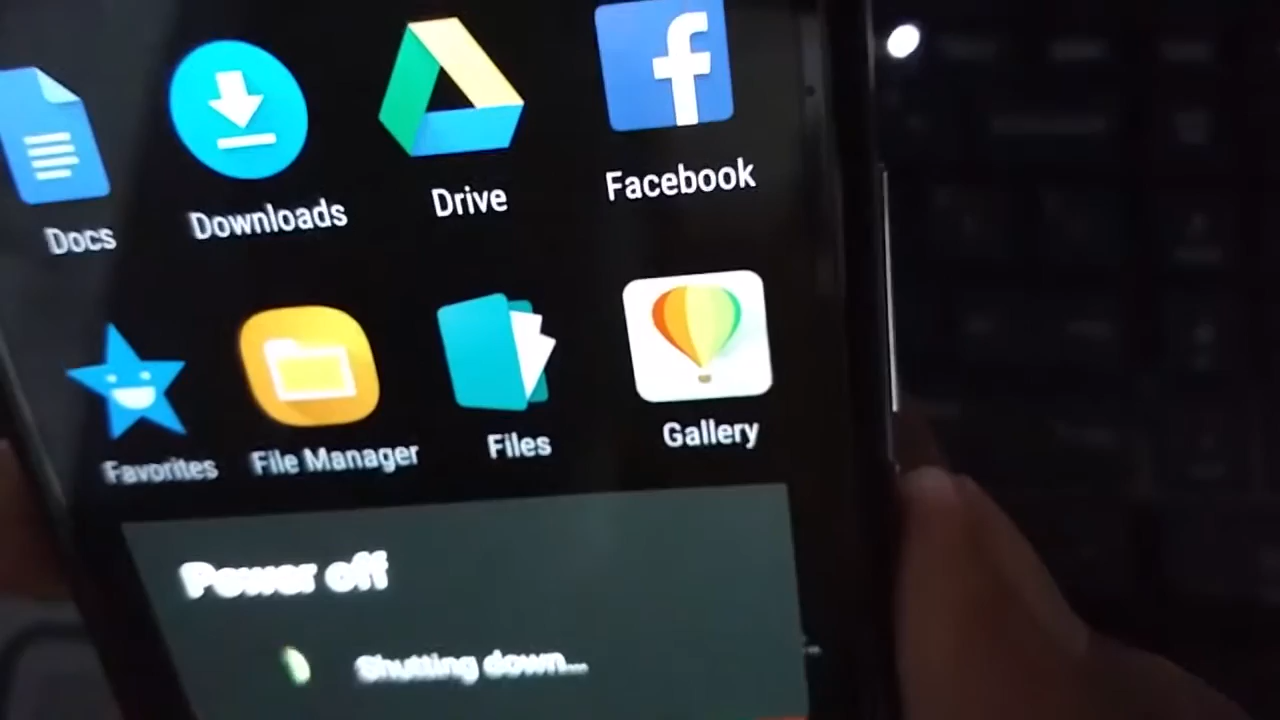 Docs Downloads Drive Facebook
Favorites File Manager Files Gallery
Power off
Shutting down...